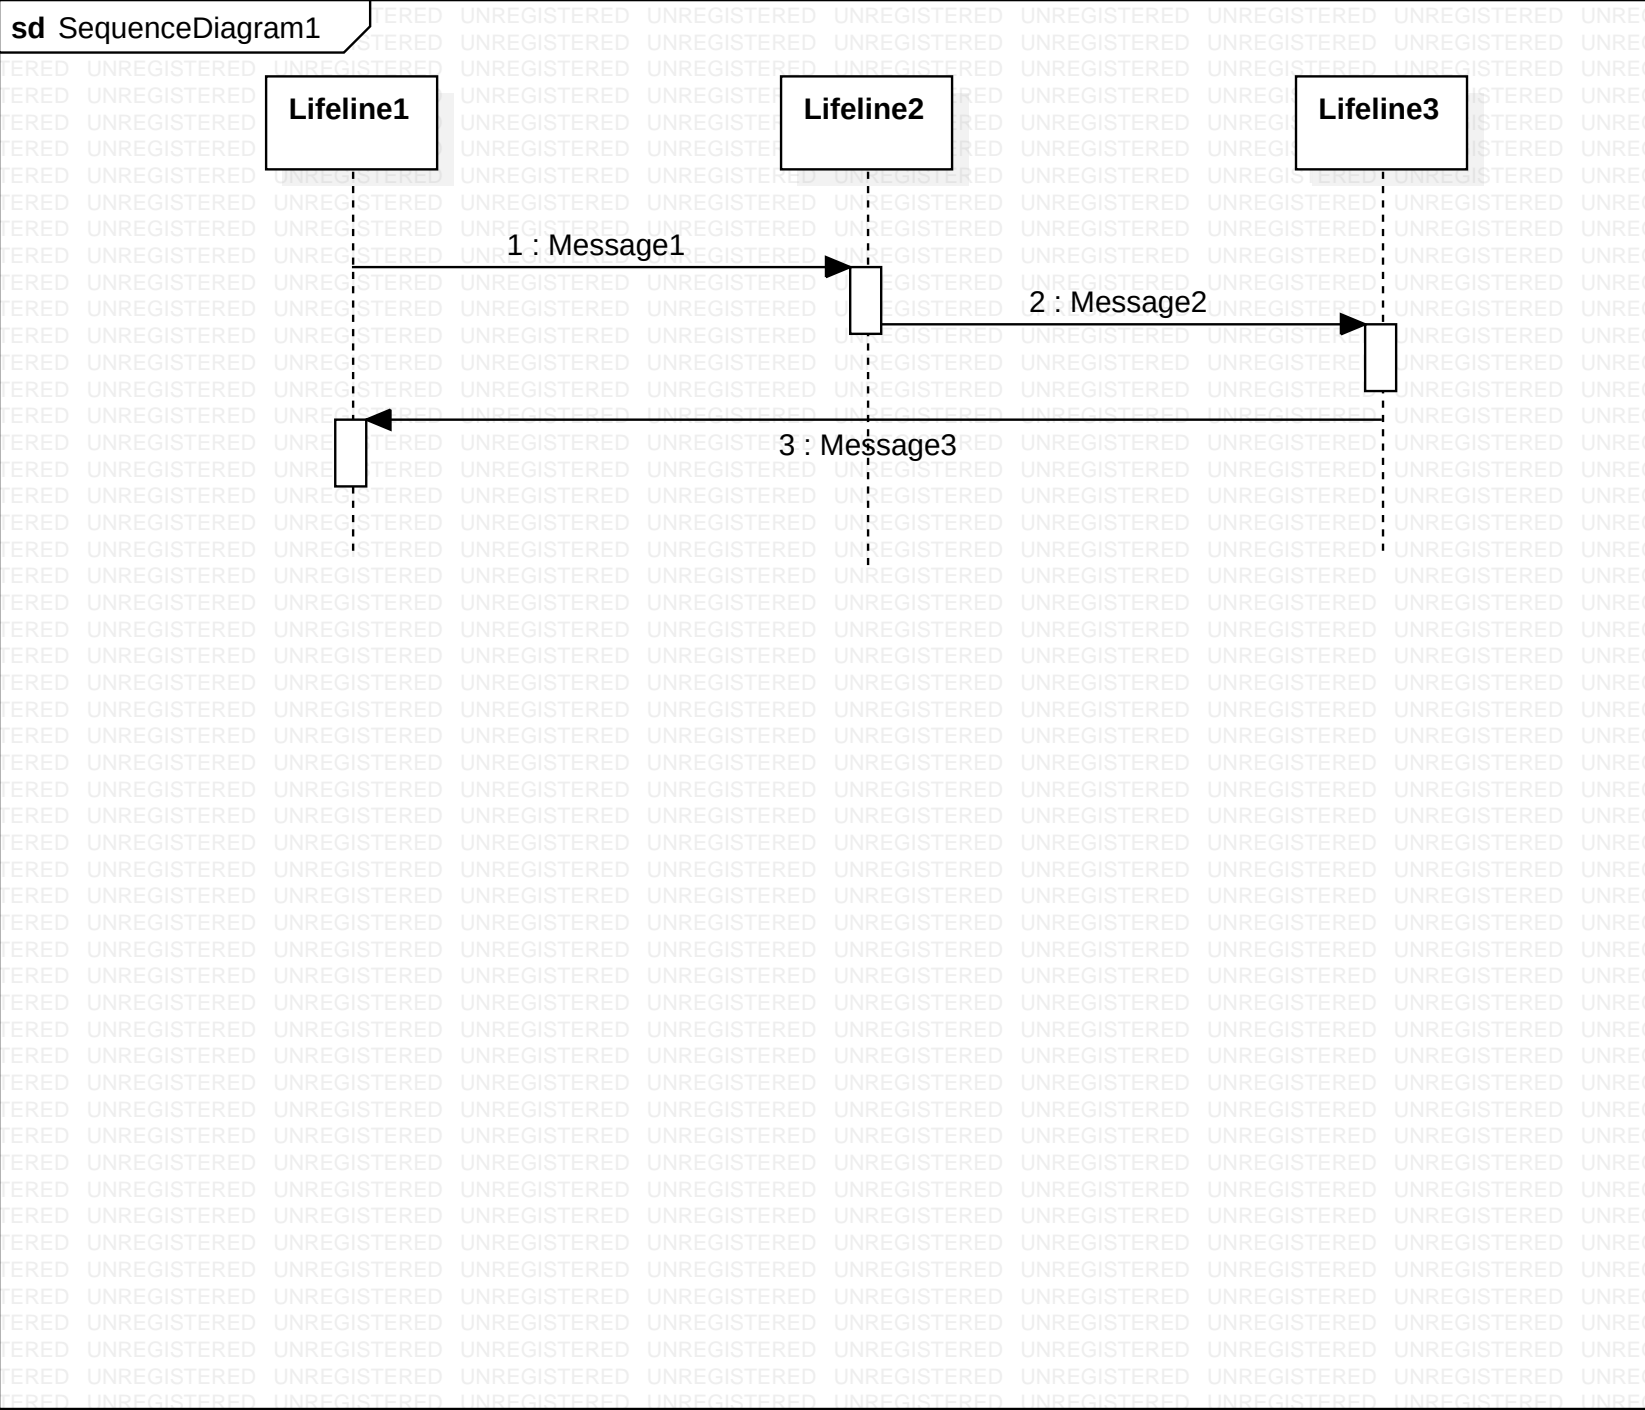 sd SequenceDiagram1
Lifeline1
Lifeline2
Lifeline3
1 : Message1
2 : Message2
3 : Message3
UNREGISTERED